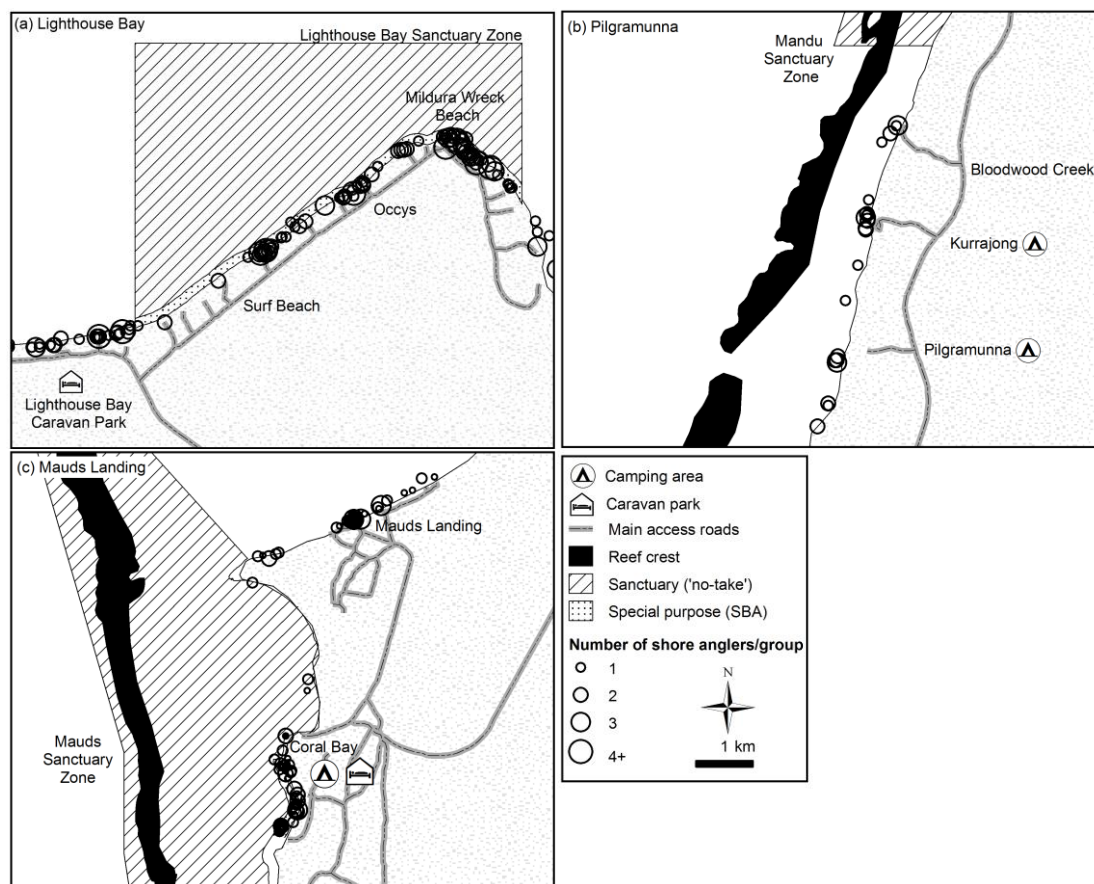 (a) Lighthouse Bay
Lighthouse Bay Sanctuary Zone
Mildura Wreck
Beach
Occys
Surf Beach
Lighthouse Bay
Caravan Park
(b) Pilgramunna
Mandu
Sanctuary
Zone
Bloodwood Creek
Kurrajong
Pilgramunna
(c) Mauds Landing
Mauds Landing
Coral Bay
Mauds
Sanctuary
Zone
Camping area
Caravan park
Main access roads
Reef crest
Sanctuary ('no-take')
Special purpose (SBA)
Number of shore anglers/group
1
2
3
4+
N
1 km